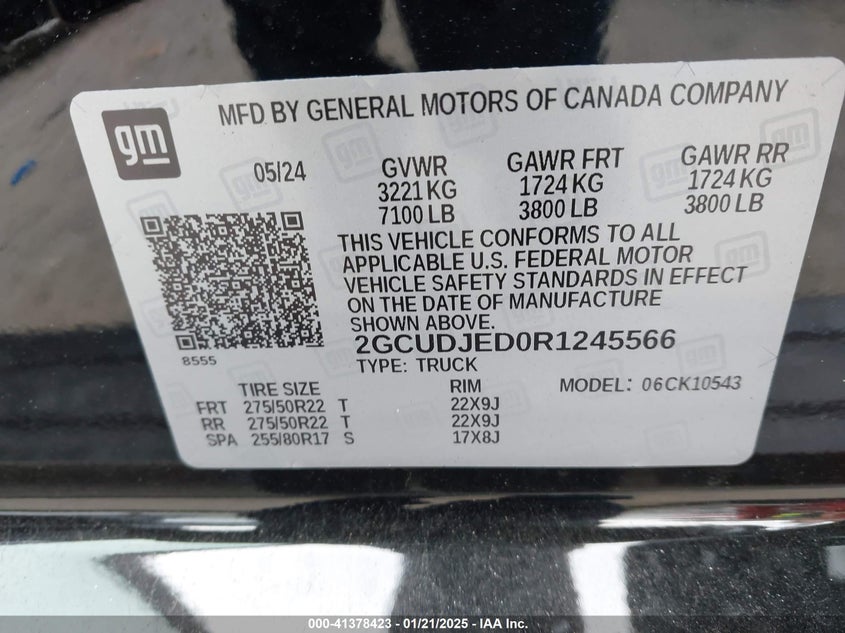 gm
MFD BY GENERAL MOTORS OF CANADA COMPANY
05/24
GVWR GAWR FRT GAWR RR
3221 KG 1724 KG 1724 KG
7100 LB 3800 LB 3800 LB
THIS VEHICLE CONFORMS TO ALL
APPLICABLE U.S. FEDERAL MOTOR
VEHICLE SAFETY STANDARDS IN EFFECT
ON THE DATE OF MANUFACTURE
SHOWN ABOVE.
2GCUDJED0R1245566
8555
TYPE: TRUCK
TIRE SIZE RIM MODEL: 06CK10543
FRT 275/50R22 T 22X9J
RR 275/50R22 T 22X9J
SPA 255/80R17 S 17X8J
000-41378423 - 01/21/2025 - IAA Inc.